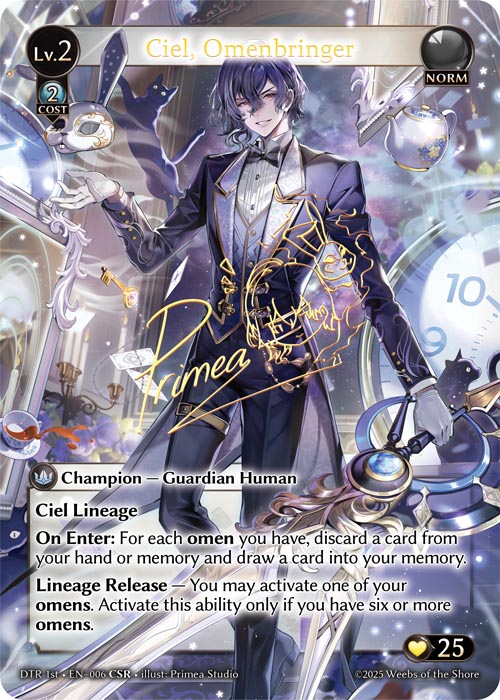 Lv.2
Ciel, Omenbringer
NORM
2
COST
10
9
Primea
Champion — Guardian Human
Ciel Lineage
On Enter: For each omen you have, discard a card from
your hand or memory and draw a card into your memory.
Lineage Release — You may activate one of your
omens. Activate this ability only if you have six or more
omens.
25
DTR 1st • EN-006 CSR • illust: Primea Studio
©2025 Weebs of the Shore